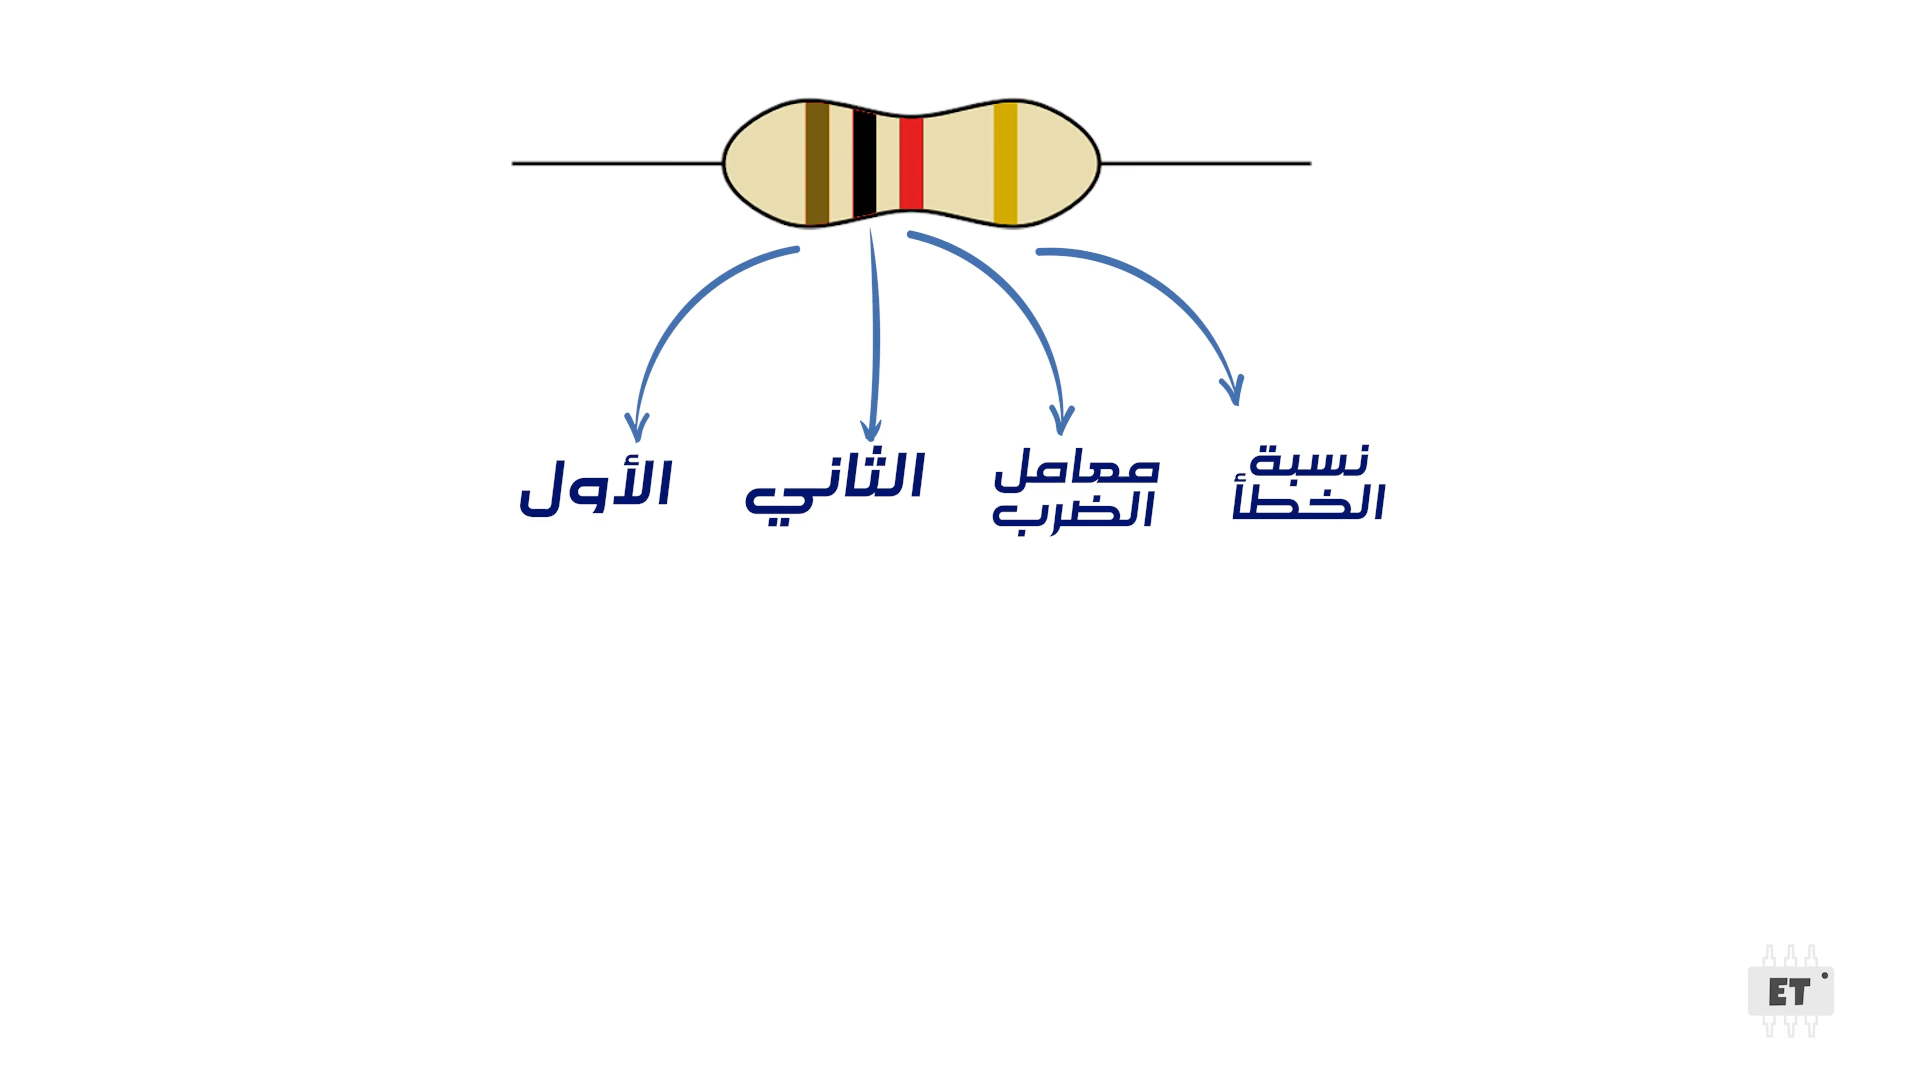 الأول
الثاني
معامل
الضرب
نسبة
الخطأ
ET